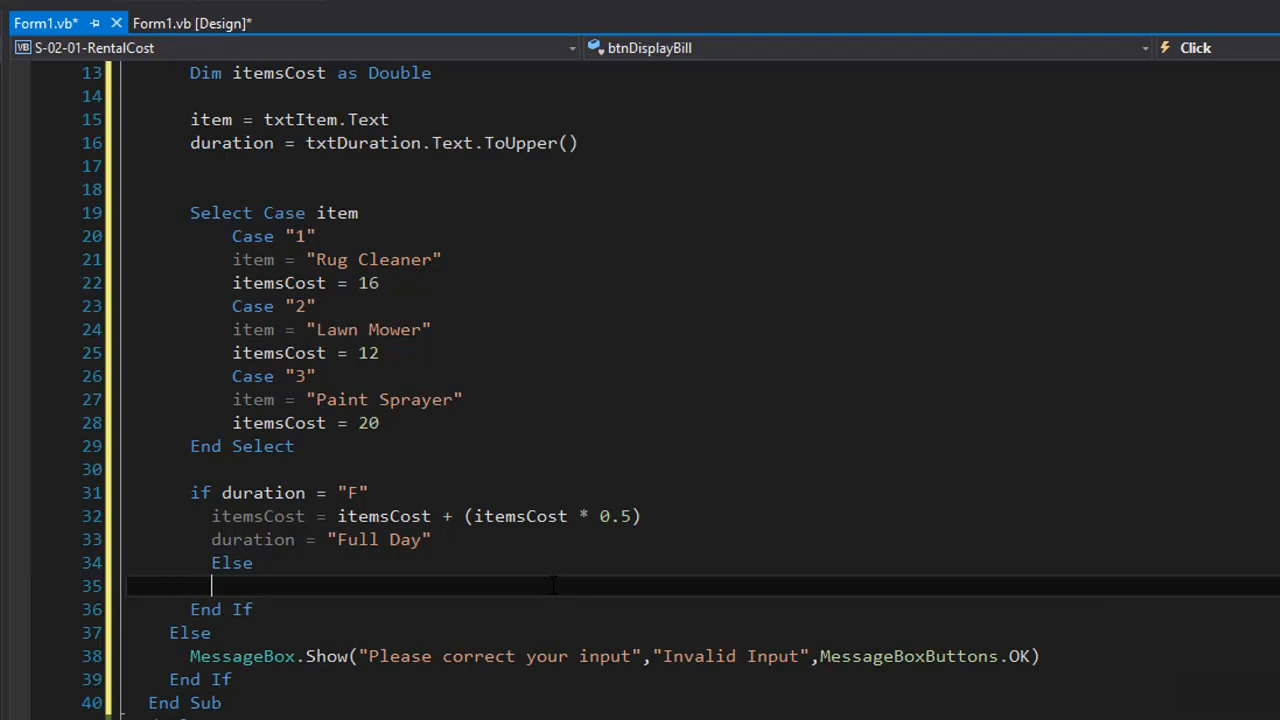 Form1.vb* Form1.vb [Design]*
VB S-02-01-RentalCost btnDisplayBill Click
13 Dim itemsCost as Double
14
15 item = txtItem.Text
16 duration = txtDuration.Text.ToUpper()
17
18
19 Select Case item
20 Case "1"
21 item = "Rug Cleaner"
22 itemsCost = 16
23 Case "2"
24 item = "Lawn Mower"
25 itemsCost = 12
26 Case "3"
27 item = "Paint Sprayer"
28 itemsCost = 20
29 End Select
30
31 if duration = "F"
32 itemsCost = itemsCost + (itemsCost * 0.5)
33 duration = "Full Day"
34 Else
35
36 End If
37 Else
38 MessageBox.Show("Please correct your input","Invalid Input",MessageBoxButtons.OK)
39 End If
40 End Sub